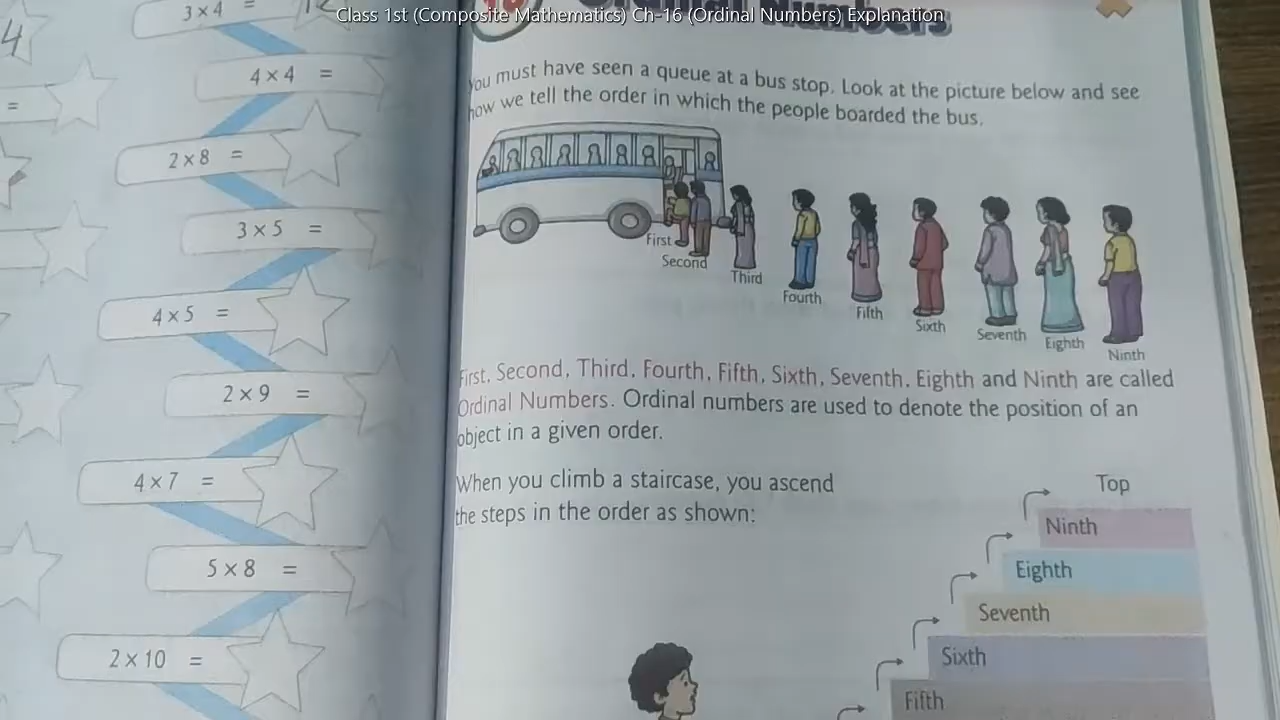 Class 1st (Composite Mathematics) Ch-16 (Ordinal Numbers) Explanation
3 × 4 = 12
4
4 × 4 =
=
2 × 8 =
3 × 5 =
4 × 5 =
2 × 9 =
4 × 7 =
5 × 8 =
2 × 10 =
Ordinal Numbers
You must have seen a queue at a bus stop. Look at the picture below and see
how we tell the order in which the people boarded the bus.
First
Second
Third
Fourth
Fifth
Sixth
Seventh
Eighth
Ninth
First, Second, Third, Fourth, Fifth, Sixth, Seventh, Eighth and Ninth are called
Ordinal Numbers. Ordinal numbers are used to denote the position of an
object in a given order.
When you climb a staircase, you ascend
the steps in the order as shown:
Top
Ninth
Eighth
Seventh
Sixth
Fifth